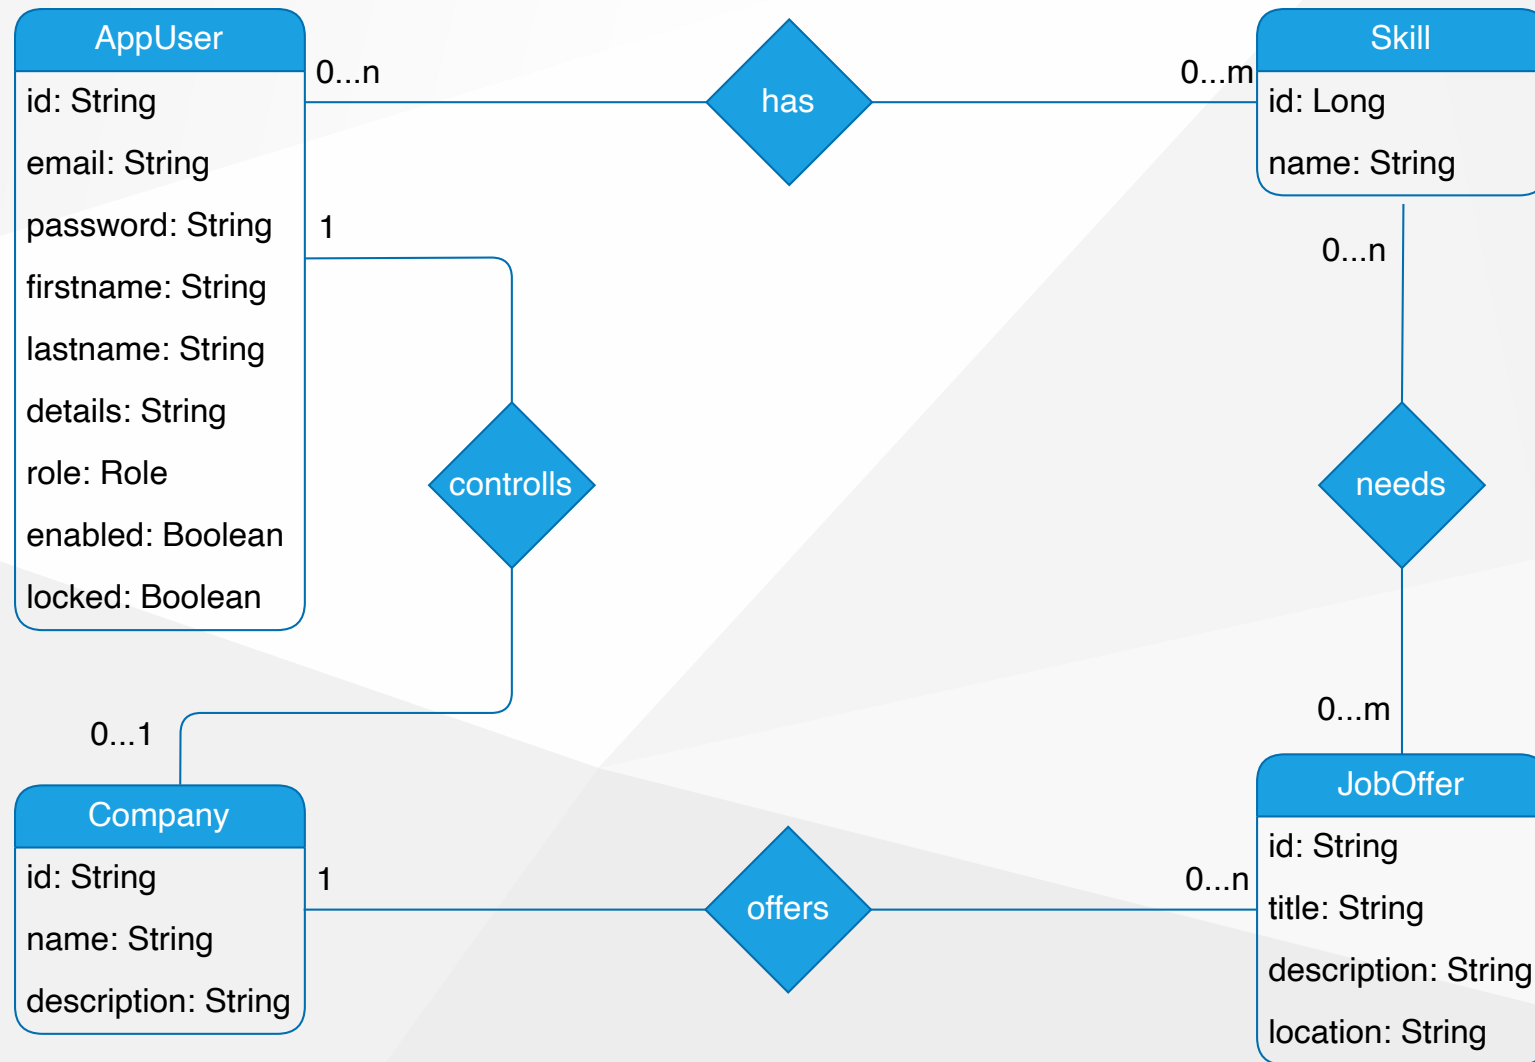 AppUser
id: String
email: String
password: String
firstname: String
lastname: String
details: String
role: Role
enabled: Boolean
locked: Boolean
0...n
has
0...m
Skill
id: Long
name: String
1
controlls
0...1
0...n
needs
0...m
Company
id: String
name: String
description: String
1
offers
0...n
JobOffer
id: String
title: String
description: String
location: String